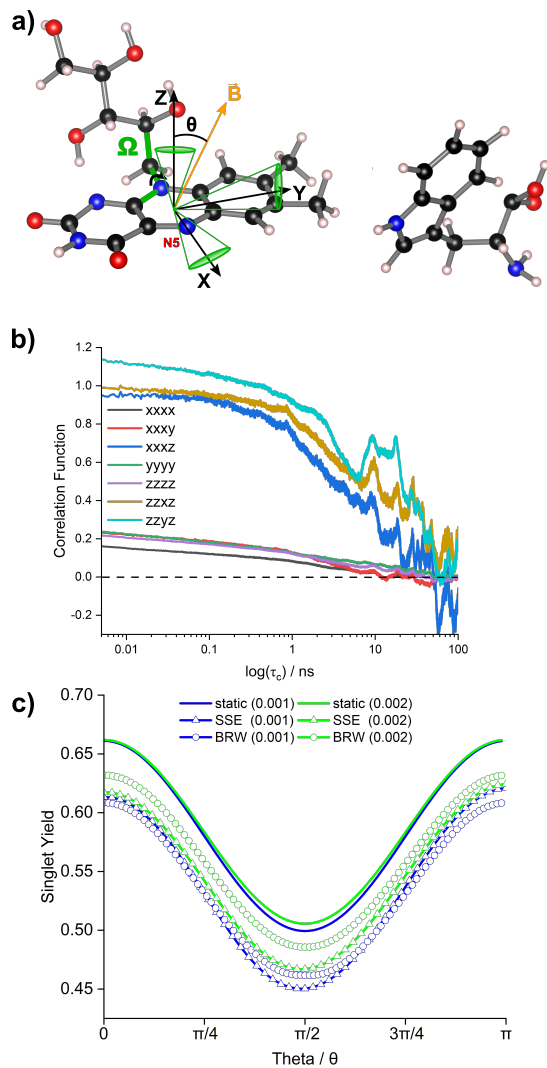 a)
Z
B
θ
Ω
Y
N5
X
b)
1.2
1.0
0.8
0.6
0.4
0.2
0.0
-0.2
Correlation Function
xxxx
xxxy
xxxz
yyyy
zzzz
zzxz
zzyz
0.01
0.1
1
10
100
log(τc) / ns
c)
0.70
0.65
0.60
0.55
0.50
0.45
Singlet Yield
static (0.001) static (0.002)
SSE (0.001) SSE (0.002)
BRW (0.001) BRW (0.002)
0
π/4
π/2
3π/4
π
Theta / θ